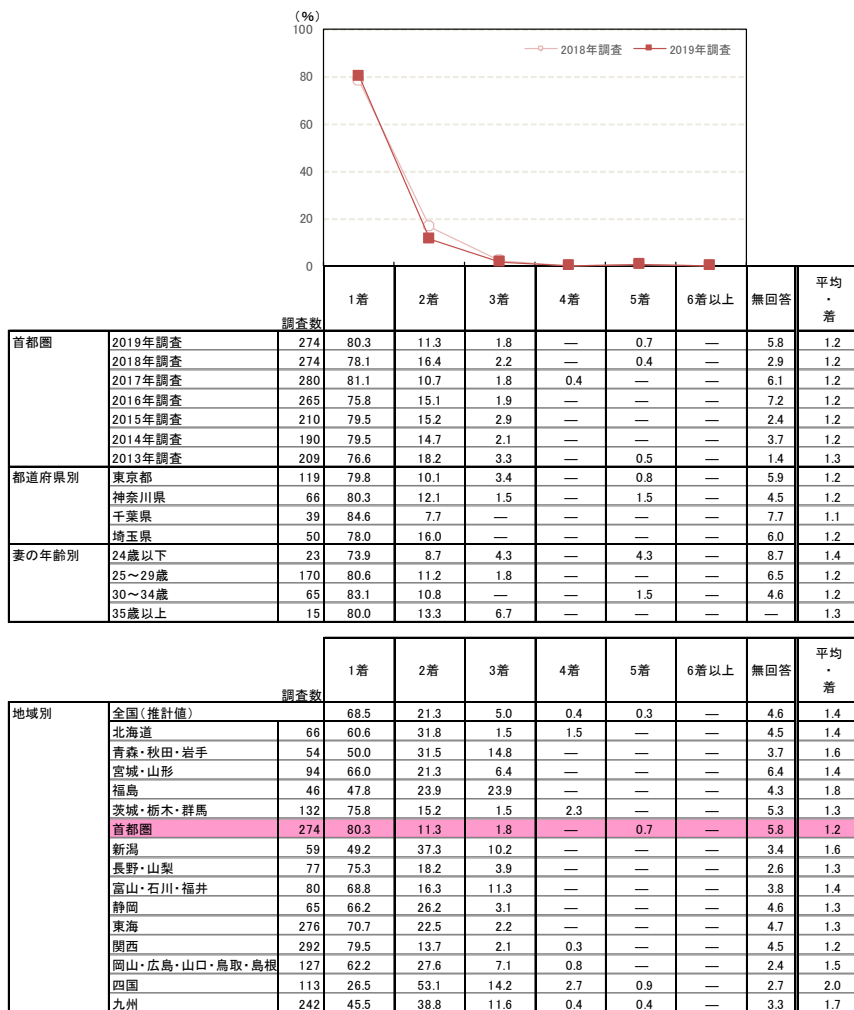 (%)
100
2018年調査 2019年調査
80
60
40
20
0
調査数 1着 2着 3着 4着 5着 6着以上 無回答 平均・着
首都圏 2019年調査 274 80.3 11.3 1.8 — 0.7 — 5.8 1.2
2018年調査 274 78.1 16.4 2.2 — 0.4 — 2.9 1.2
2017年調査 280 81.1 10.7 1.8 0.4 — — 6.1 1.2
2016年調査 265 75.8 15.1 1.9 — — — 7.2 1.2
2015年調査 210 79.5 15.2 2.9 — — — 2.4 1.2
2014年調査 190 79.5 14.7 2.1 — — — 3.7 1.2
2013年調査 209 76.6 18.2 3.3 — 0.5 — 1.4 1.3
都道府県別 東京都 119 79.8 10.1 3.4 — 0.8 — 5.9 1.2
神奈川県 66 80.3 12.1 1.5 — 1.5 — 4.5 1.2
千葉県 39 84.6 7.7 — — — — 7.7 1.1
埼玉県 50 78.0 16.0 — — — — 6.0 1.2
妻の年齢別 24歳以下 23 73.9 8.7 4.3 — 4.3 — 8.7 1.4
25～29歳 170 80.6 11.2 1.8 — — — 6.5 1.2
30～34歳 65 83.1 10.8 — — 1.5 — 4.6 1.2
35歳以上 15 80.0 13.3 6.7 — — — — 1.3
調査数 1着 2着 3着 4着 5着 6着以上 無回答 平均・着
地域別 全国(推計値) 68.5 21.3 5.0 0.4 0.3 — 4.6 1.4
北海道 66 60.6 31.8 1.5 1.5 — — 4.5 1.4
青森・秋田・岩手 54 50.0 31.5 14.8 — — — 3.7 1.6
宮城・山形 94 66.0 21.3 6.4 — — — 6.4 1.4
福島 46 47.8 23.9 23.9 — — — 4.3 1.8
茨城・栃木・群馬 132 75.8 15.2 1.5 2.3 — — 5.3 1.3
首都圏 274 80.3 11.3 1.8 — 0.7 — 5.8 1.2
新潟 59 49.2 37.3 10.2 — — — 3.4 1.6
長野・山梨 77 75.3 18.2 3.9 — — — 2.6 1.3
富山・石川・福井 80 68.8 16.3 11.3 — — — 3.8 1.4
静岡 65 66.2 26.2 3.1 — — — 4.6 1.3
東海 276 70.7 22.5 2.2 — — — 4.7 1.3
関西 292 79.5 13.7 2.1 0.3 — — 4.5 1.2
岡山・広島・山口・鳥取・島根 127 62.2 27.6 7.1 0.8 — — 2.4 1.5
四国 113 26.5 53.1 14.2 2.7 0.9 — 2.7 2.0
九州 242 45.5 38.8 11.6 0.4 0.4 — 3.3 1.7